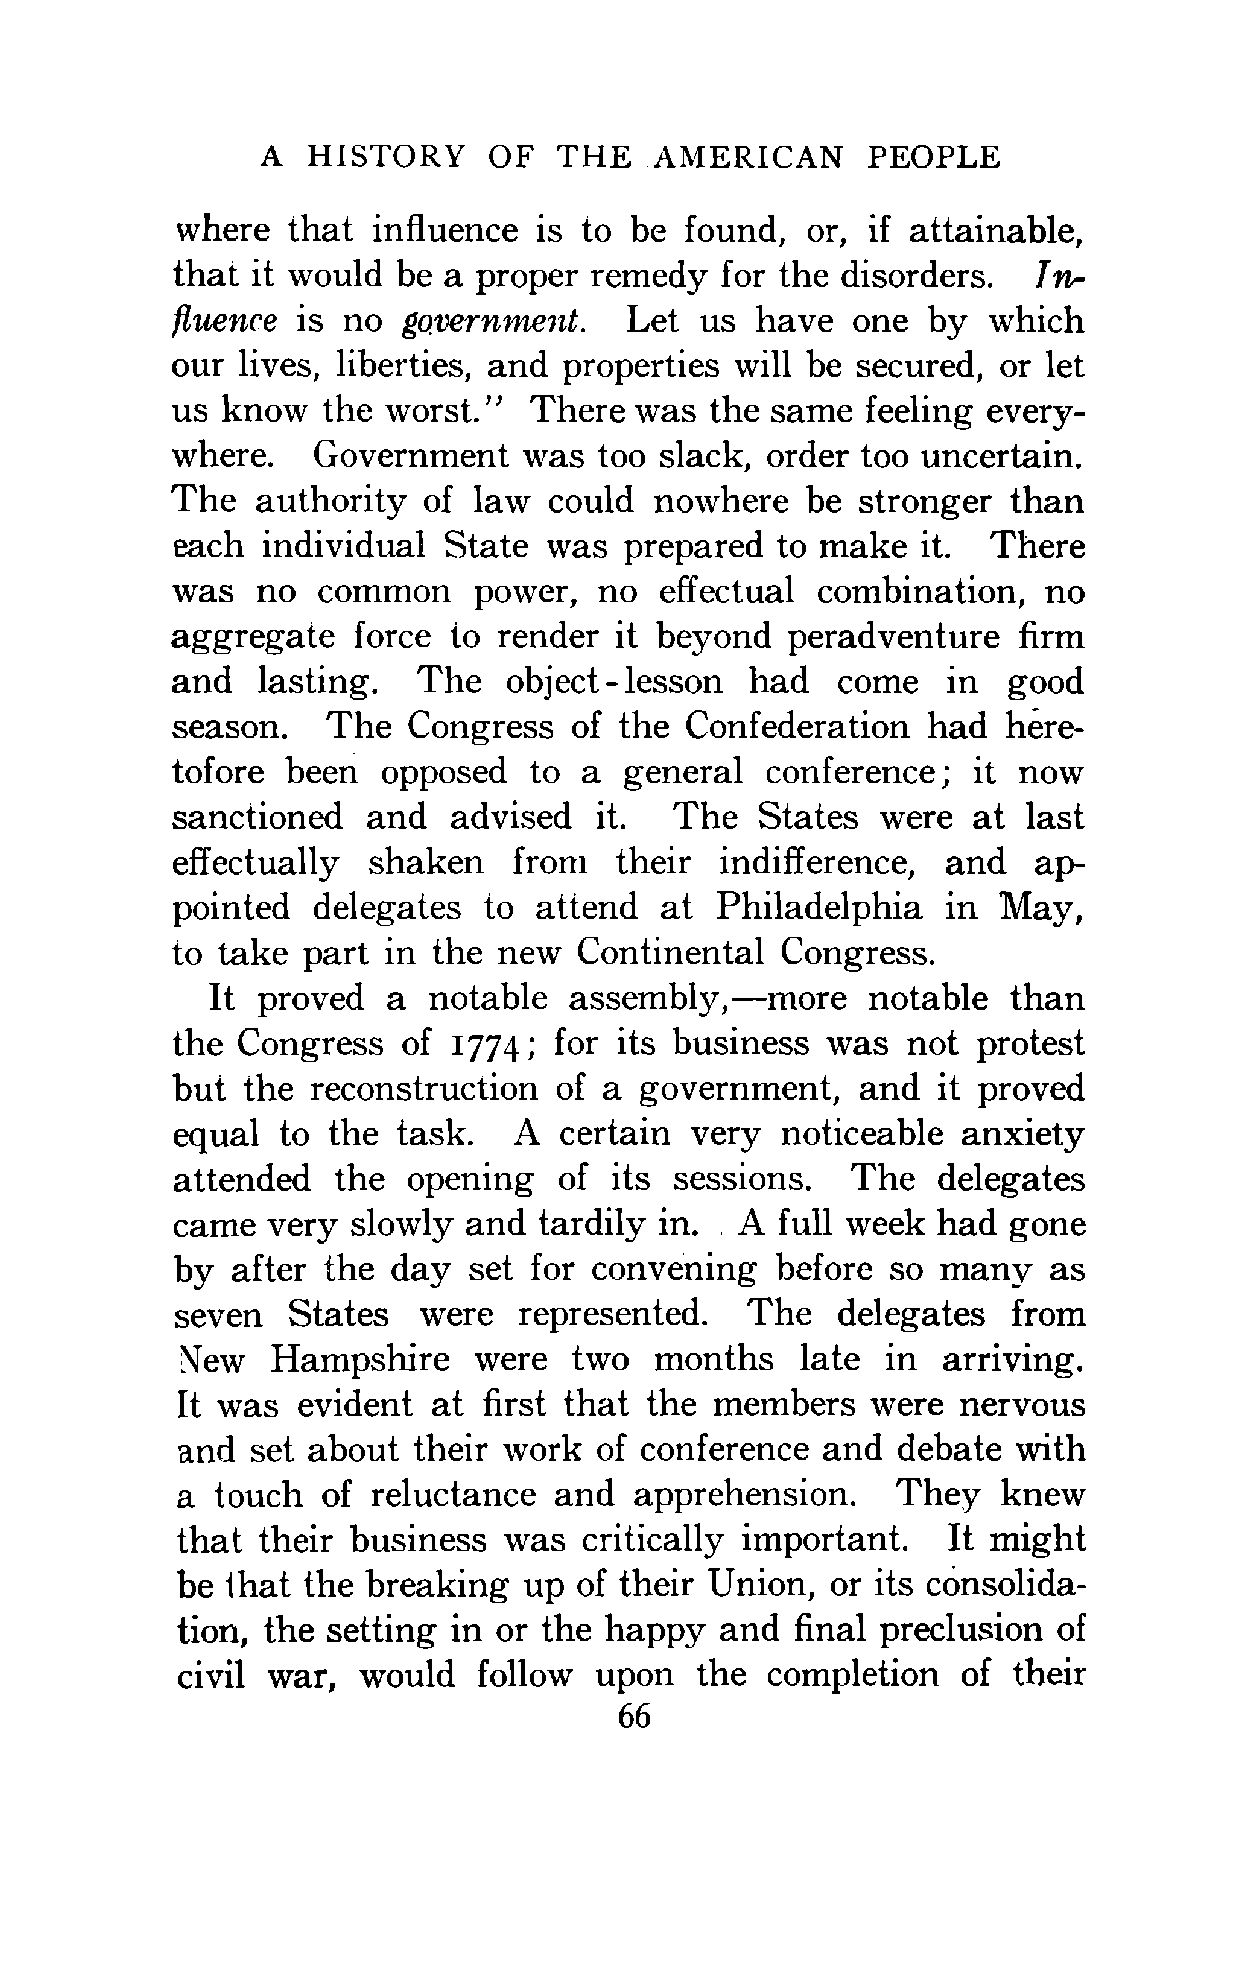 A HISTORY OF THE AMERICAN PEOPLE
where that influence is to be found, or, if attainable,
that it would be a proper remedy for the disorders. In-
fluence is no government. Let us have one by which
our lives, liberties, and properties will be secured, or let
us know the worst." There was the same feeling every-
where. Government was too slack, order too uncertain.
The authority of law could nowhere be stronger than
each individual State was prepared to make it. There
was no common power, no effectual combination, no
aggregate force to render it beyond peradventure firm
and lasting. The object-lesson had come in good
season. The Congress of the Confederation had here-
tofore been opposed to a general conference; it now
sanctioned and advised it. The States were at last
effectually shaken from their indifference, and ap-
pointed delegates to attend at Philadelphia in May,
to take part in the new Continental Congress.
It proved a notable assembly,—more notable than
the Congress of 1774; for its business was not protest
but the reconstruction of a government, and it proved
equal to the task. A certain very noticeable anxiety
attended the opening of its sessions. The delegates
came very slowly and tardily in. A full week had gone
by after the day set for convening before so many as
seven States were represented. The delegates from
New Hampshire were two months late in arriving.
It was evident at first that the members were nervous
and set about their work of conference and debate with
a touch of reluctance and apprehension. They knew
that their business was critically important. It might
be that the breaking up of their Union, or its consolida-
tion, the setting in or the happy and final preclusion of
civil war, would follow upon the completion of their
66